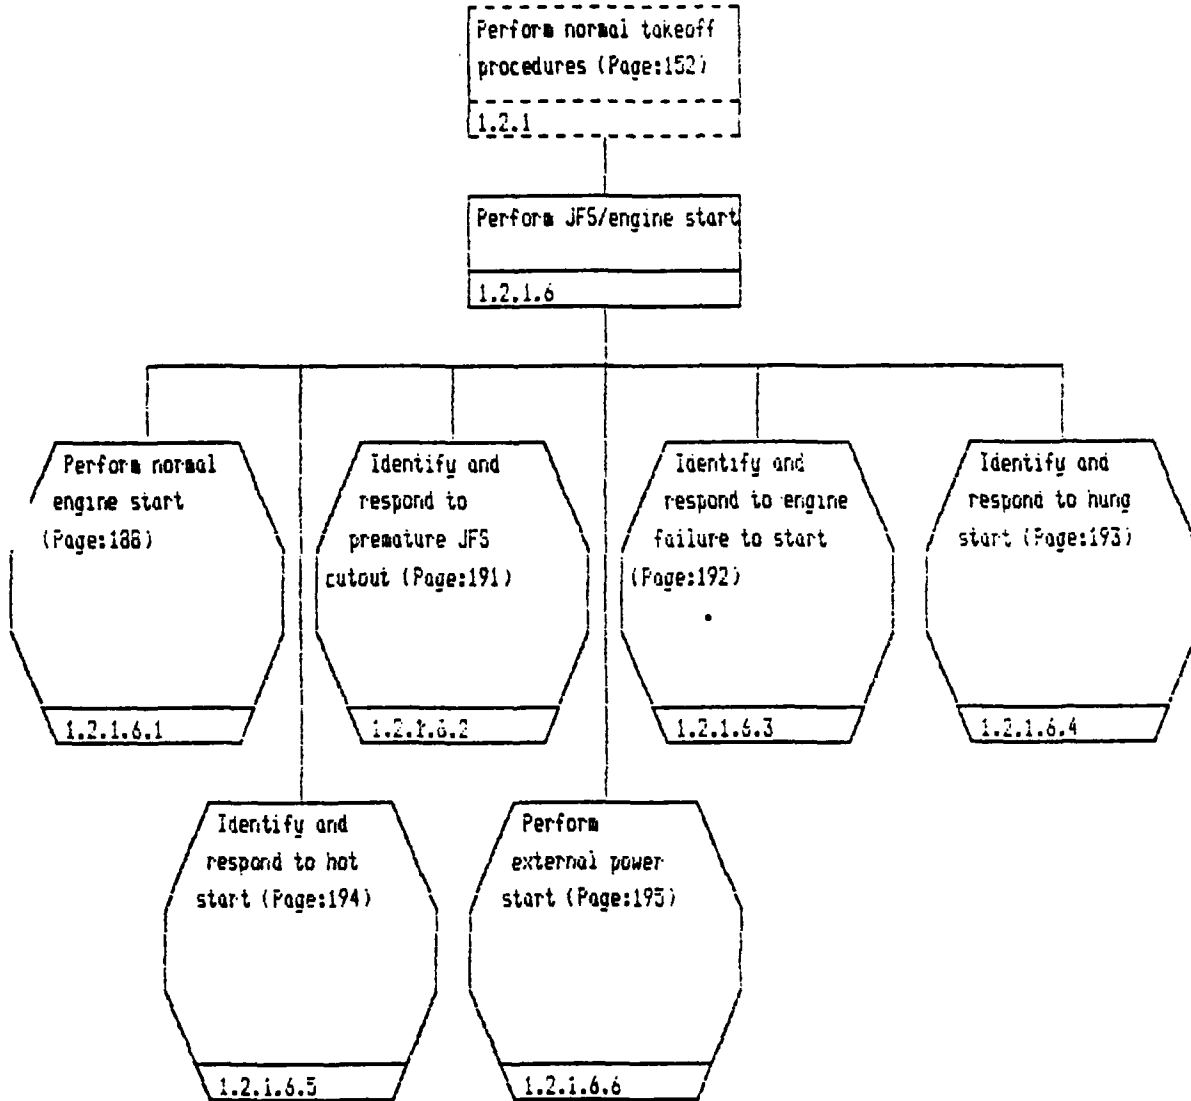 Perform normal takeoff
procedures (Page:152)
1.2.1
Perform JFS/engine start
1.2.1.6
Perform normal
engine start
(Page:188)
1.2.1.6.1
Identify and
respond to
premature JFS
cutout (Page:191)
1.2.1.6.2
Identify and
respond to engine
failure to start
(Page:192)
1.2.1.6.3
Identify and
respond to hung
start (Page:193)
1.2.1.6.4
Identify and
respond to hot
start (Page:194)
1.2.1.6.5
Perform
external power
start (Page:195)
1.2.1.6.6